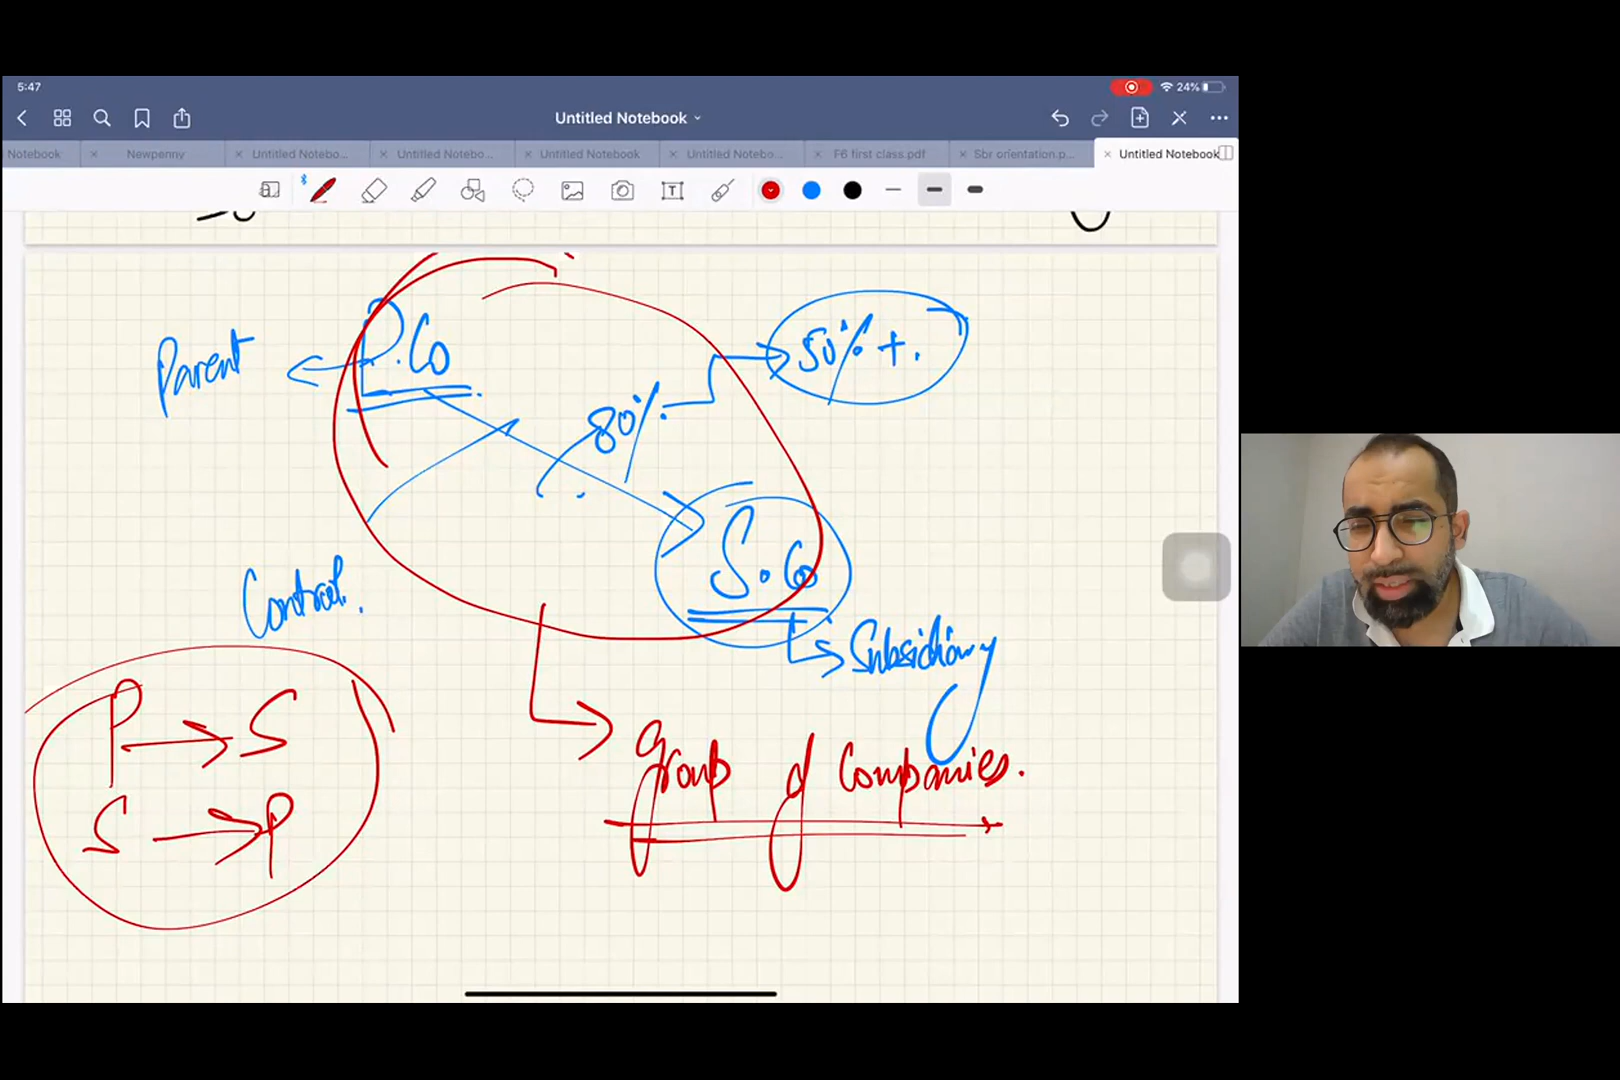 5:47
24%
Untitled Notebook
Notebook
Newpenny
Untitled Notebo...
Untitled Notebo...
Untitled Notebook
Untitled Notebo...
F6 first class.pdf
Sbr orientation.p...
Untitled Notebook
T
P.Co
Parent
50%+.
80%
S.Co
Control.
Subsidiary
P → S
group of Companies.
S → P